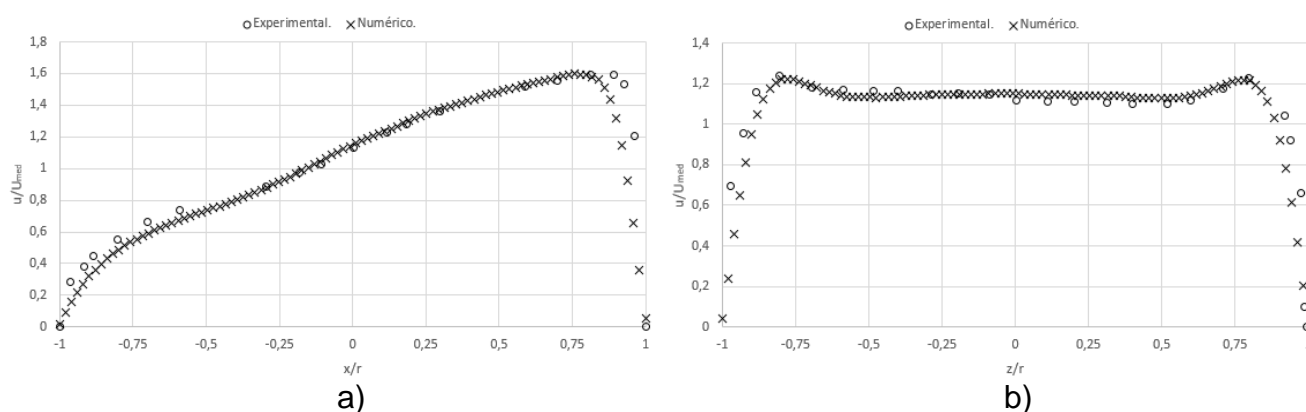 Experimental. Numérico.
1,8
1,6
1,4
1,2
1
0,8
0,6
0,4
0,2
0
u/Umed
-1 -0,75 -0,5 -0,25 0 0,25 0,5 0,75 1
x/r
a)
Experimental. Numérico.
1,4
1,2
1
0,8
0,6
0,4
0,2
0
u/Umed
-1 -0,75 -0,5 -0,25 0 0,25 0,5 0,75 1
z/r
b)